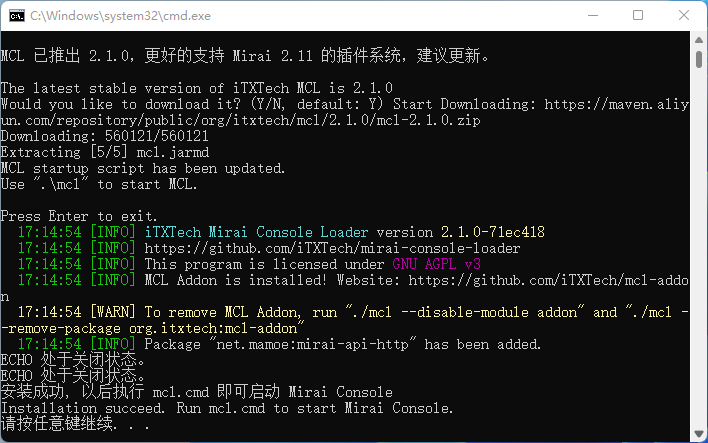 C:\Windows\system32\cmd.exe
MCL 已推出 2.1.0，更好的支持 Mirai 2.11 的插件系统，建议更新。
The latest stable version of iTXTech MCL is 2.1.0
Would you like to download it? (Y/N, default: Y) Start Downloading: https://maven.aliy
un.com/repository/public/org/itxtech/mcl/2.1.0/mcl-2.1.0.zip
Downloading: 560121/560121
Extracting [5/5] mcl.jarmd
MCL startup script has been updated.
Use ".\mcl" to start MCL.
Press Enter to exit.
17:14:54 [INFO] iTXTech Mirai Console Loader version 2.1.0-71ec418
17:14:54 [INFO] https://github.com/iTXTech/mirai-console-loader
17:14:54 [INFO] This program is licensed under GNU AGPL v3
17:14:54 [INFO] MCL Addon is installed! Website: https://github.com/iTXTech/mcl-addo
n
17:14:54 [WARN] To remove MCL Addon, run "./mcl --disable-module addon" and "./mcl -
-remove-package org.itxtech:mcl-addon"
17:14:54 [INFO] Package "net.mamoe:mirai-api-http" has been added.
ECHO 处于关闭状态。
ECHO 处于关闭状态。
安装成功，以后执行 mcl.cmd 即可启动 Mirai Console
Installation succeed. Run mcl.cmd to start Mirai Console.
请按任意键继续. . .